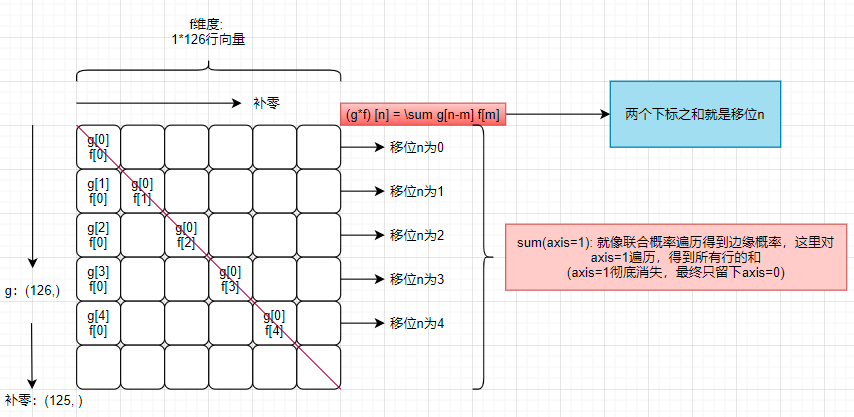 f维度:
1*126行向量
补零
(g*f) [n] = \sum g[n-m] f[m]
两个下标之和就是移位n
g[0]
f[0]
移位n为0
g[1]
f[0]
g[0]
f[1]
移位n为1
g[2]
f[0]
g[0]
f[2]
移位n为2
sum(axis=1): 就像联合概率遍历得到边缘概率，这里对
axis=1遍历，得到所有行的和
(axis=1彻底消失，最终只留下axis=0)
g[3]
f[0]
g[0]
f[3]
移位n为3
g：(126,)
g[4]
f[0]
g[0]
f[4]
移位n为4
补零：(125, )